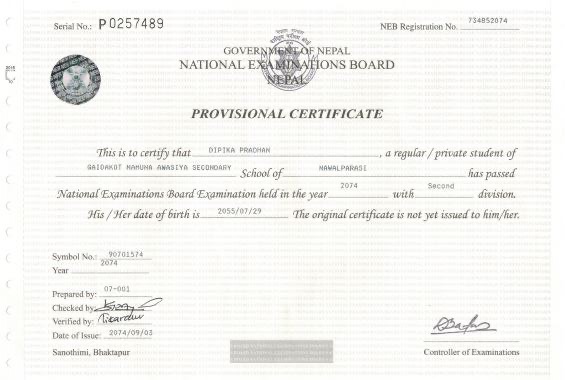 Serial No.: P0257489
NEB Registration No. 734852074
GOVERNMENT OF NEPAL
NATIONAL EXAMINATIONS BOARD
NEPAL
PROVISIONAL CERTIFICATE
This is to certify that DIPIKA PRADHAN, a regular / private student of
GAIDAKOT NAMUNA AWASIYA SECONDARY School of NAWALPARASI has passed
National Examinations Board Examination held in the year 2074 with Second division.
His / Her date of birth is 2055/07/29 The original certificate is not yet issued to him/her.
Symbol No.: 90701574
Year 2074
Prepared by: 07-001
Checked by:
Verified by:
Date of Issue: 2074/09/03
Sanothimi, Bhaktapur
Controller of Examinations